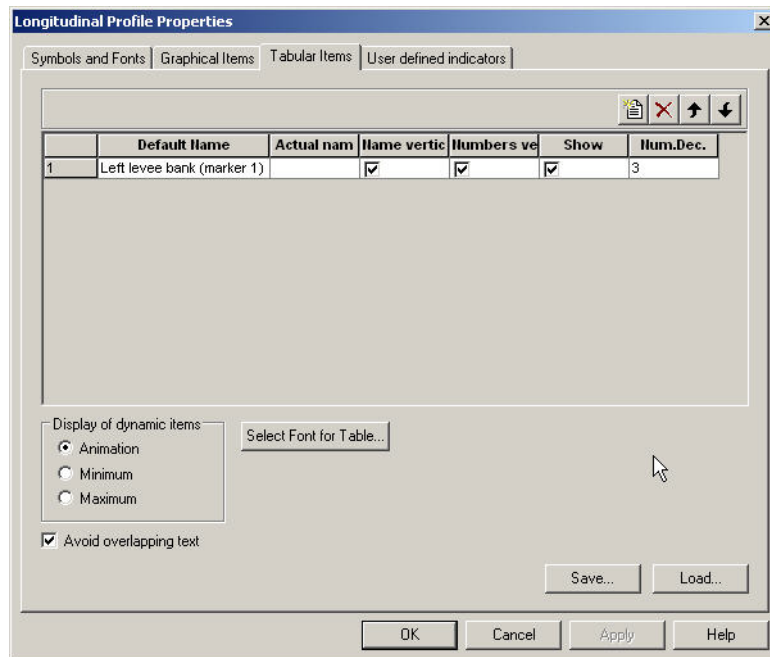 Longitudinal Profile Properties
Symbols and Fonts Graphical Items Tabular Items User defined indicators
Default Name Actual nam Name vertic Numbers ve Show Num.Dec.
1 Left levee bank (marker 1) 3
Display of dynamic items
Select Font for Table...
Animation
Minimum
Maximum
Avoid overlapping text
Save... Load...
OK Cancel Apply Help